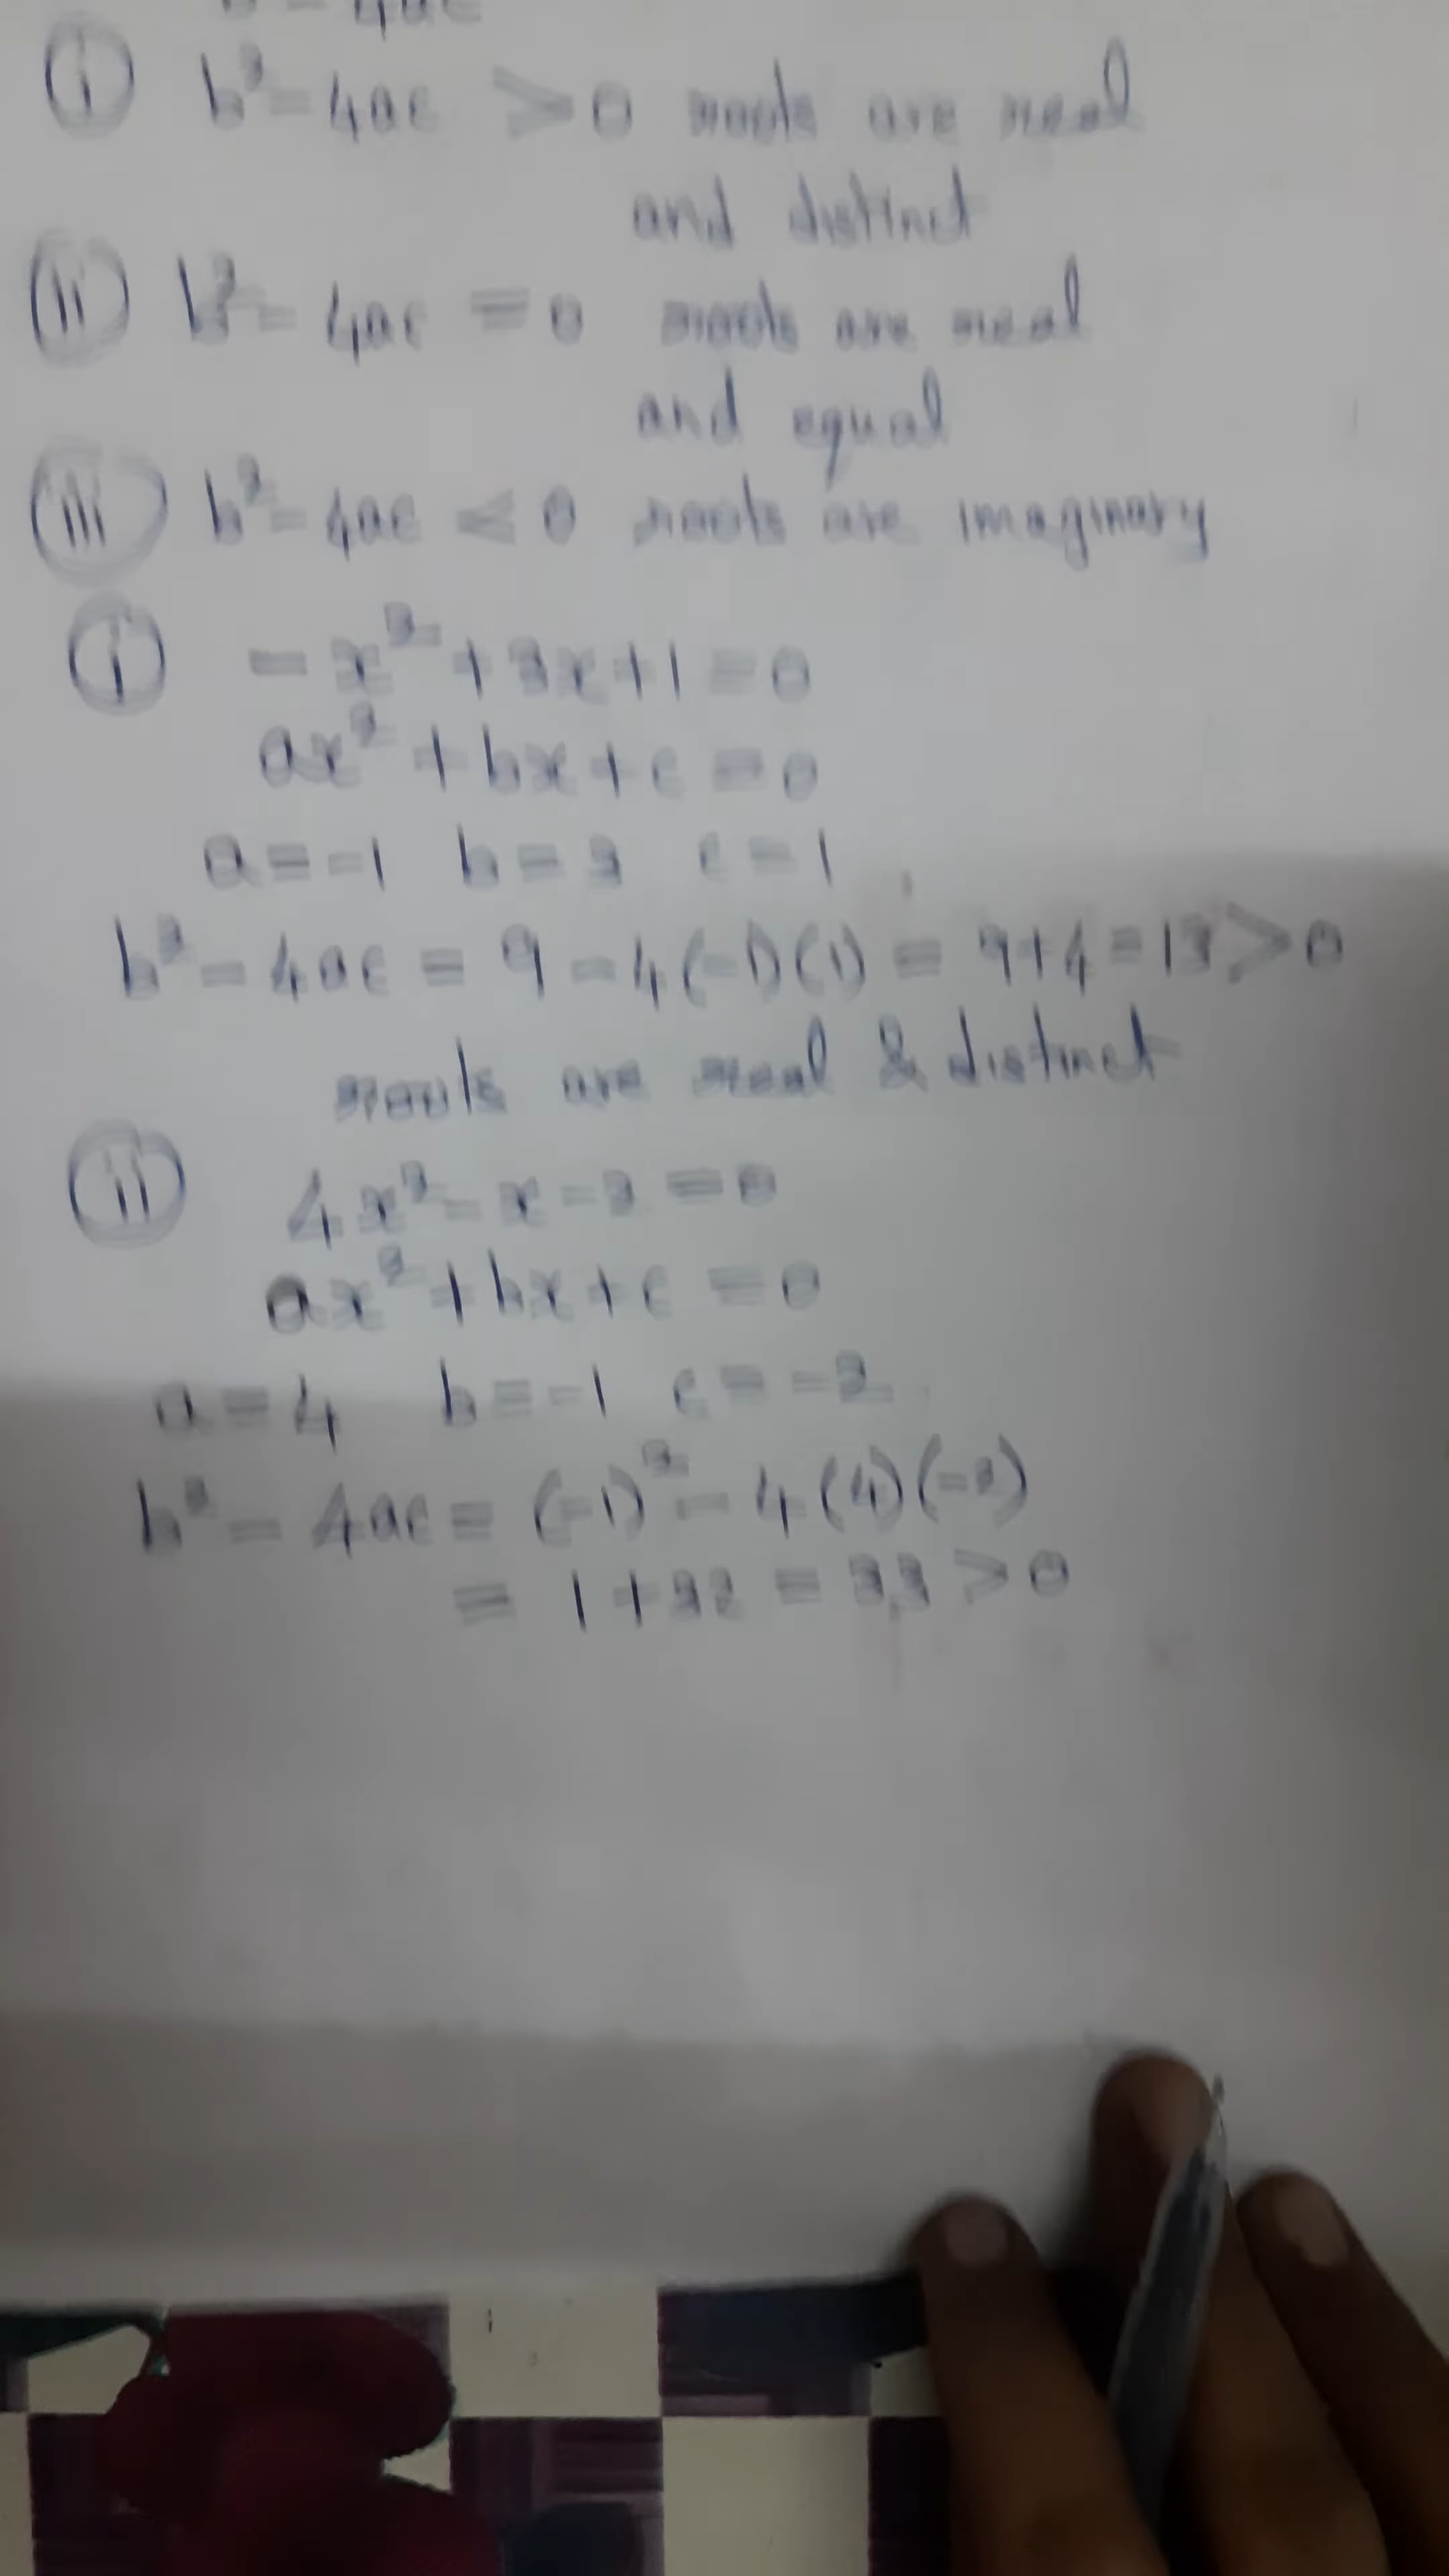 b² - 4ac
(i) b² - 4ac > 0 roots are real
and distinct
(ii) b² - 4ac = 0 roots are real
and equal
(iii) b² - 4ac < 0 roots are imaginary
(i) - x² + 3x + 1 = 0
ax² + bx + c = 0
a = -1 b = 3 c = 1
b² - 4ac = 9 - 4(-1)(1) = 9+4 = 13 > 0
roots are real & distinct
(ii) 4x² - x - 2 = 0
ax² + bx + c = 0
a = 4 b = -1 c = -2
b² - 4ac = (-1)² - 4(4)(-2)
= 1 + 32 = 33 > 0